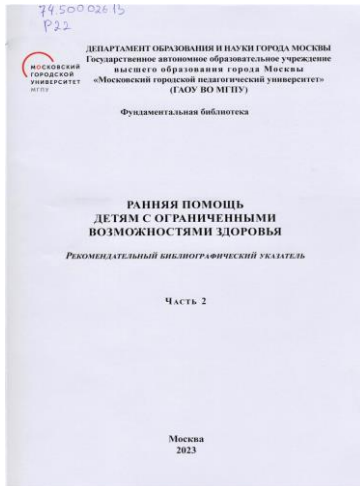 74.500026.13
Р22
ДЕПАРТАМЕНТ ОБРАЗОВАНИЯ И НАУКИ ГОРОДА МОСКВЫ
Государственное автономное образовательное учреждение
высшего образования города Москвы
«Московский городской педагогический университет»
(ГАОУ ВО МГПУ)
МОСКОВСКИЙ
ГОРОДСКОЙ
УНИВЕРСИТЕТ
МГПУ
Фундаментальная библиотека
РАННЯЯ ПОМОЩЬ
ДЕТЯМ С ОГРАНИЧЕННЫМИ
ВОЗМОЖНОСТЯМИ ЗДОРОВЬЯ
Рекомендательный библиографический указатель
Часть 2
Москва
2023